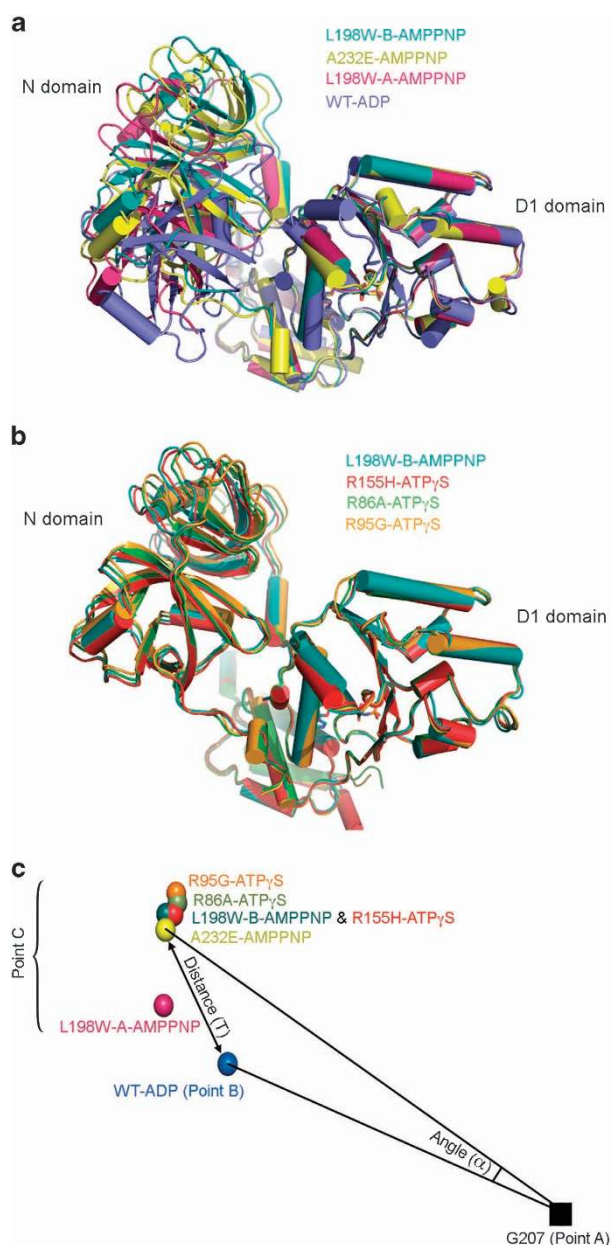 a
L198W-B-AMPPNP
A232E-AMPPNP
L198W-A-AMPPNP
WT-ADP
N domain
D1 domain
b
L198W-B-AMPPNP
R155H-ATPγS
R86A-ATPγS
R95G-ATPγS
N domain
D1 domain
c
Point C
R95G-ATPγS
R86A-ATPγS
L198W-B-AMPPNP & R155H-ATPγS
A232E-AMPPNP
Distance (T)
L198W-A-AMPPNP
WT-ADP (Point B)
Angle (α)
G207 (Point A)